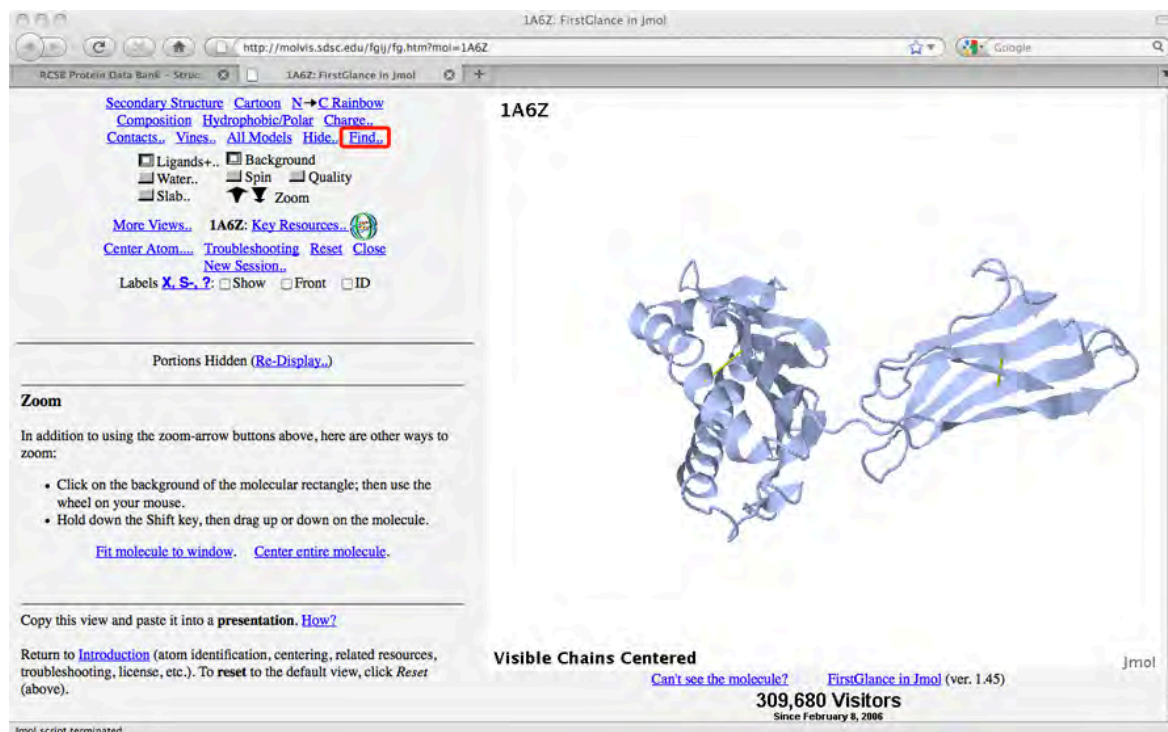 1A6Z: FirstGlance in Jmol
http://molvis.sdsc.edu/fgij/fg.htm?mol=1A6Z
Google
RCSB Protein Data Bank - Struc
1A6Z: FirstGlance in Jmol
Secondary Structure Cartoon N➔C Rainbow
Composition Hydrophobic/Polar Charge..
Contacts.. Vines.. All Models Hide.. Find..
Ligands+.. Background
Water.. Spin Quality
Slab.. Zoom
More Views.. 1A6Z: Key Resources..
Center Atom.... Troubleshooting Reset Close
New Session..
Labels X, S-, ?: Show Front ID
Portions Hidden (Re-Display..)
Zoom
In addition to using the zoom-arrow buttons above, here are other ways to
zoom:
• Click on the background of the molecular rectangle; then use the
wheel on your mouse.
• Hold down the Shift key, then drag up or down on the molecule.
Fit molecule to window. Center entire molecule.
Copy this view and paste it into a presentation. How?
Return to Introduction (atom identification, centering, related resources,
troubleshooting, license, etc.). To reset to the default view, click Reset
(above).
1A6Z
Visible Chains Centered
Jmol
Can't see the molecule? FirstGlance in Jmol (ver. 1.45)
309,680 Visitors
Since February 8, 2006
Jmol script terminated